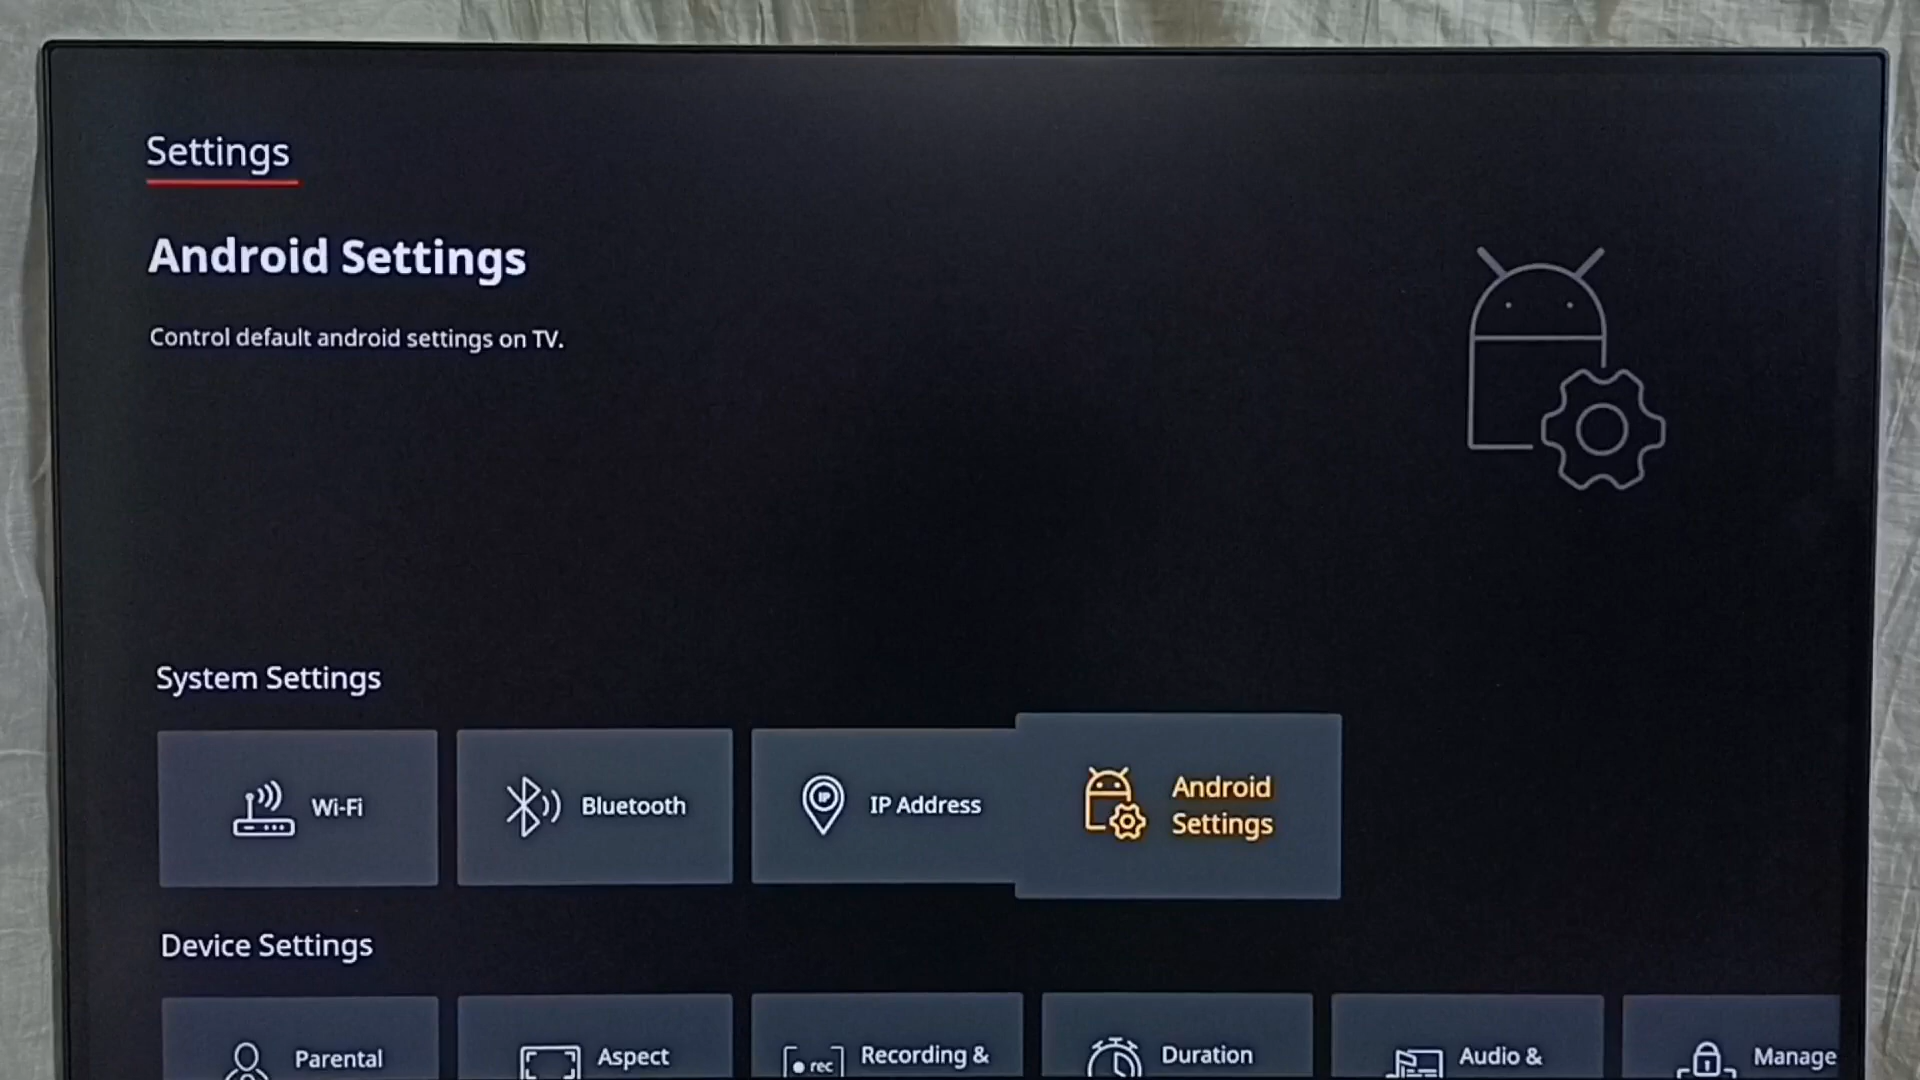 Settings
Android Settings
Control default android settings on TV.
System Settings
Wi-Fi
Bluetooth
IP
IP Address
Android
Settings
Device Settings
Parental
Aspect
rec
Recording &
Duration
Audio &
Manage